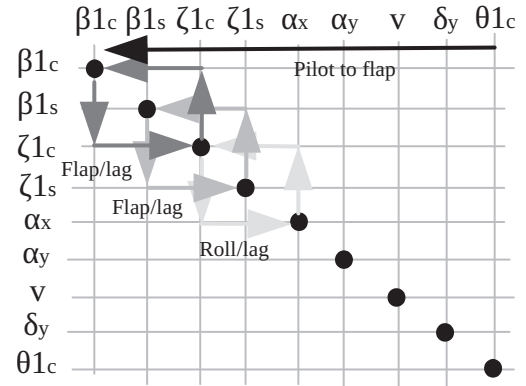 β1c β1s ζ1c ζ1s αx αy v δy θ1c
β1c
Pilot to flap
β1s
ζ1c
Flap/lag
ζ1s
Flap/lag
αx
Roll/lag
αy
v
δy
θ1c